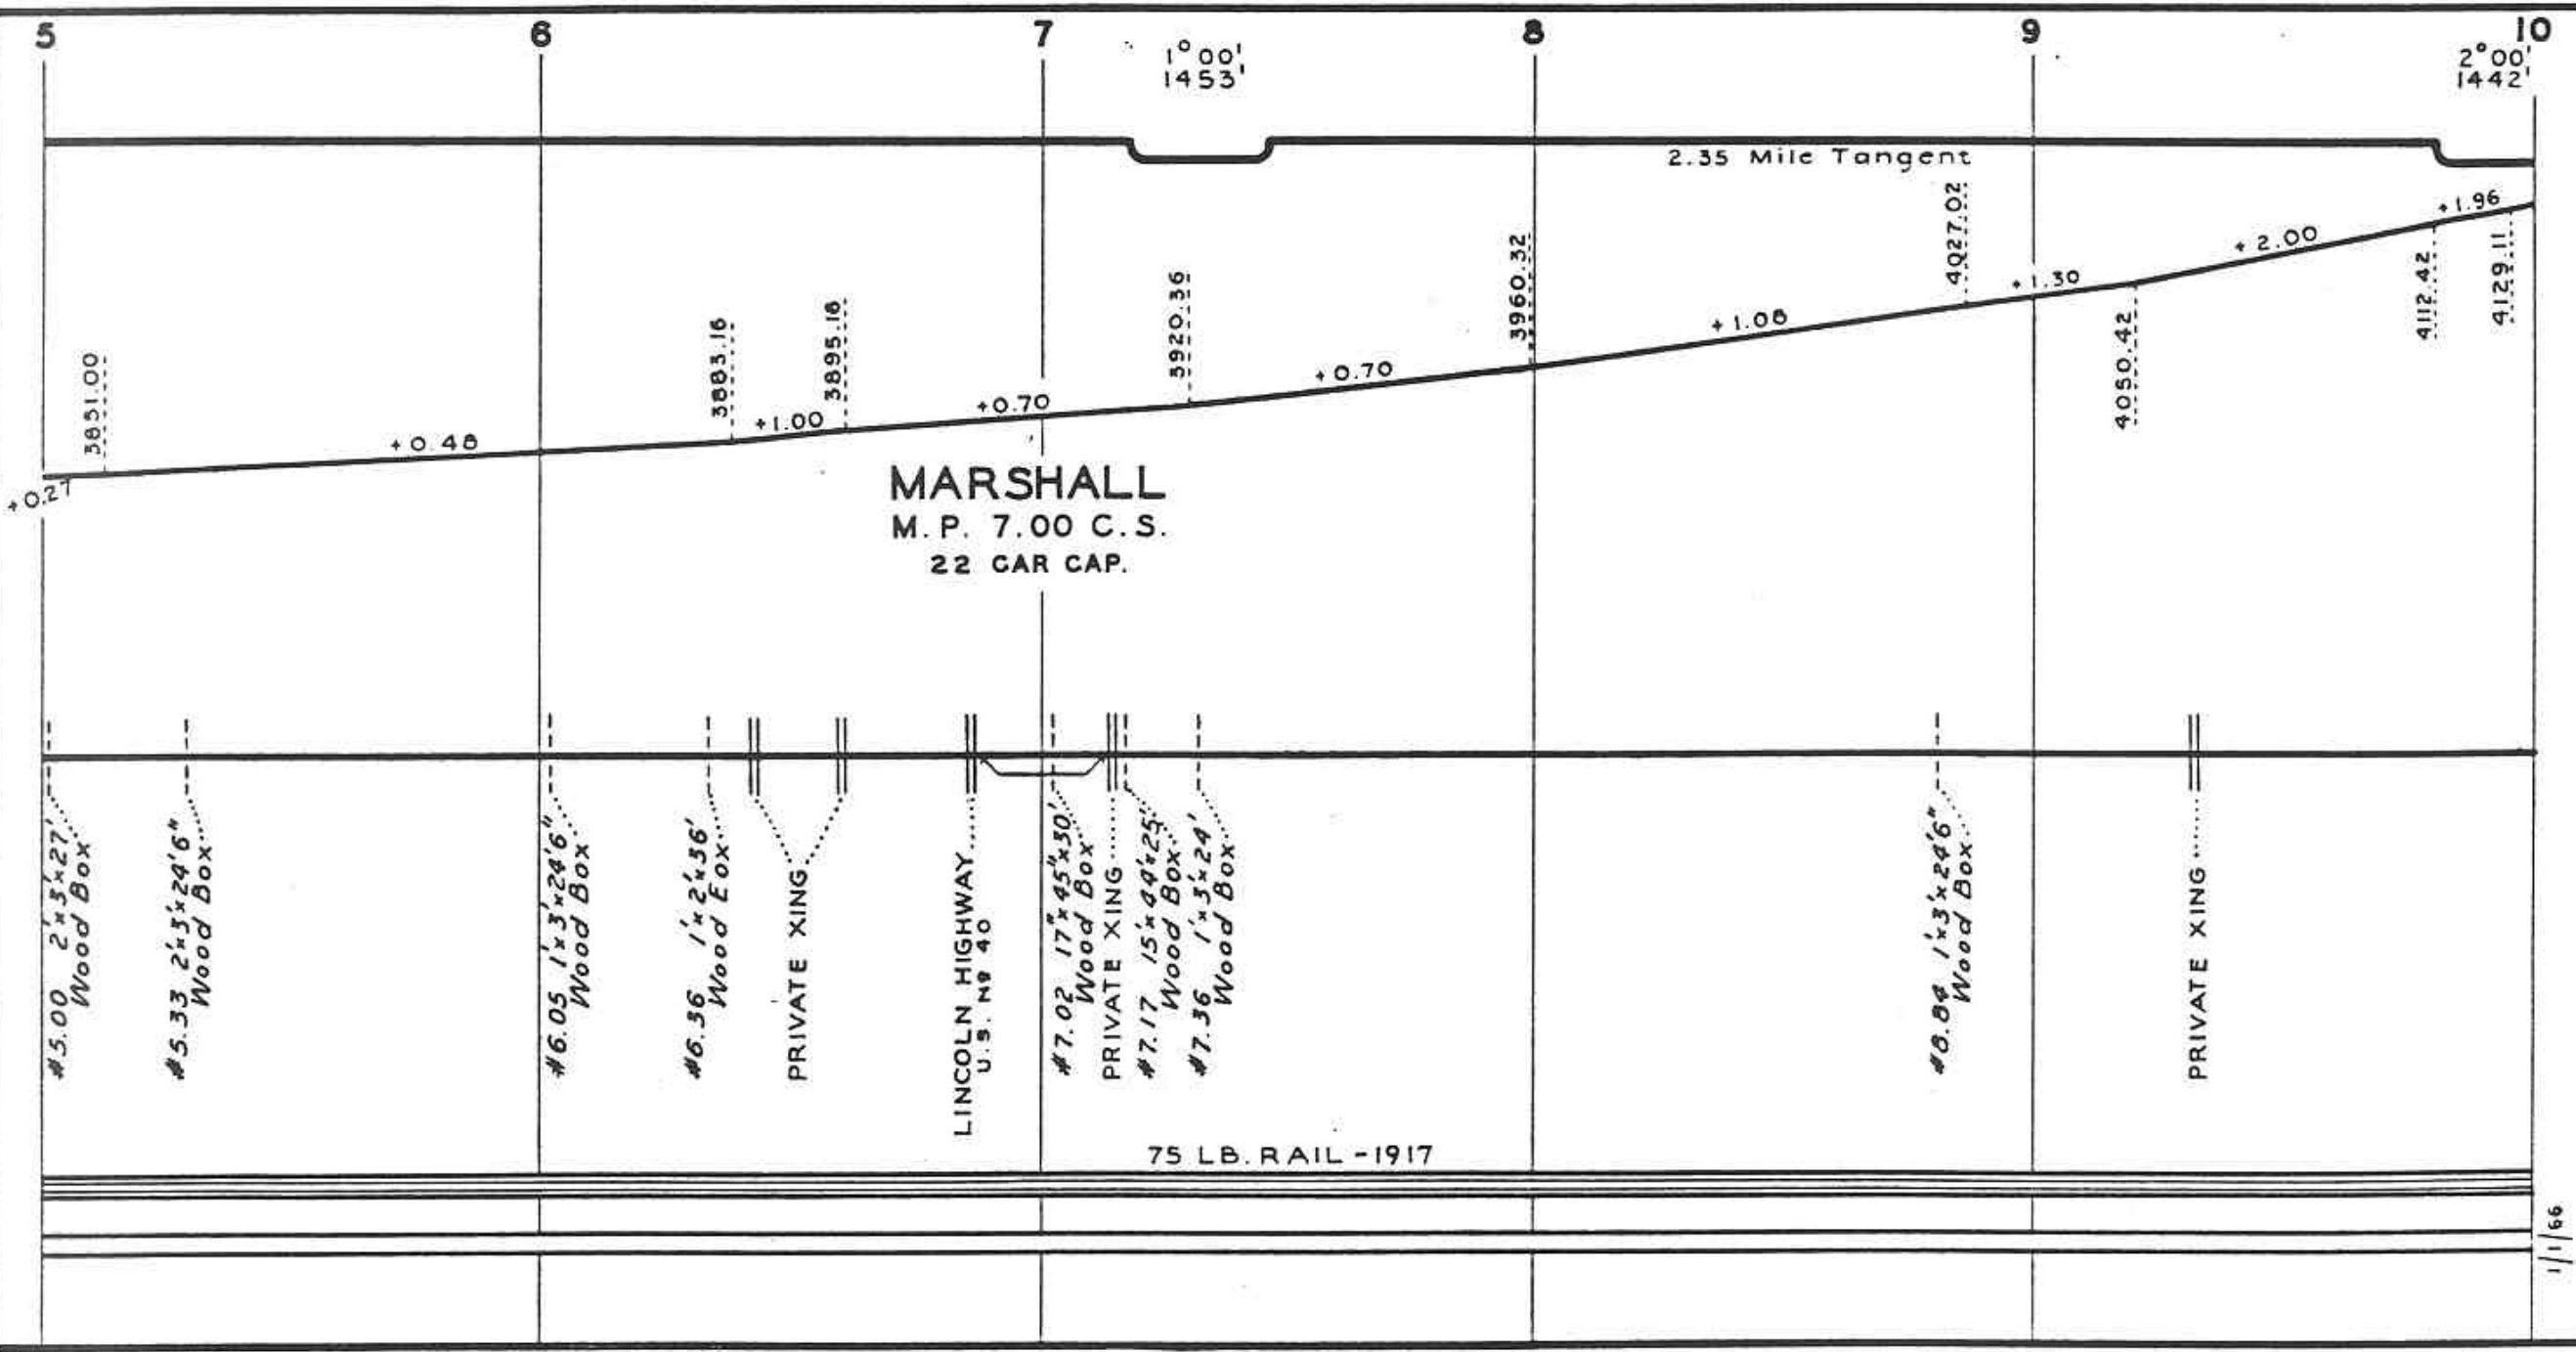 5 6 7 8 9 10
1°00'
1453'
2°00'
1442'
2.35 Mile Tangent
+0.27
3851.00
+0.48
3883.16
+1.00
3895.16
+0.70
3920.36
+0.70
3960.32
+1.08
4027.02
+1.30
4050.42
+2.00
4112.42
+1.96
4129.11
MARSHALL
M.P. 7.00 C.S.
22 CAR CAP.
#5.00 2'x3'x27'
Wood Box
#5.33 2'x3'x24'6"
Wood Box
#6.05 1'x3'x24'6"
Wood Box
#6.36 1'x2'x36'
Wood Box
PRIVATE XING
LINCOLN HIGHWAY
U.S. Nº 40
#7.02 17"x45"x30'
Wood Box
PRIVATE XING
#7.17 15'x44'x25'
Wood Box
#7.36 1'x3'x24'
Wood Box
#8.84 1'x3'x24'6"
Wood Box
PRIVATE XING
75 LB. RAIL - 1917
1/1/66